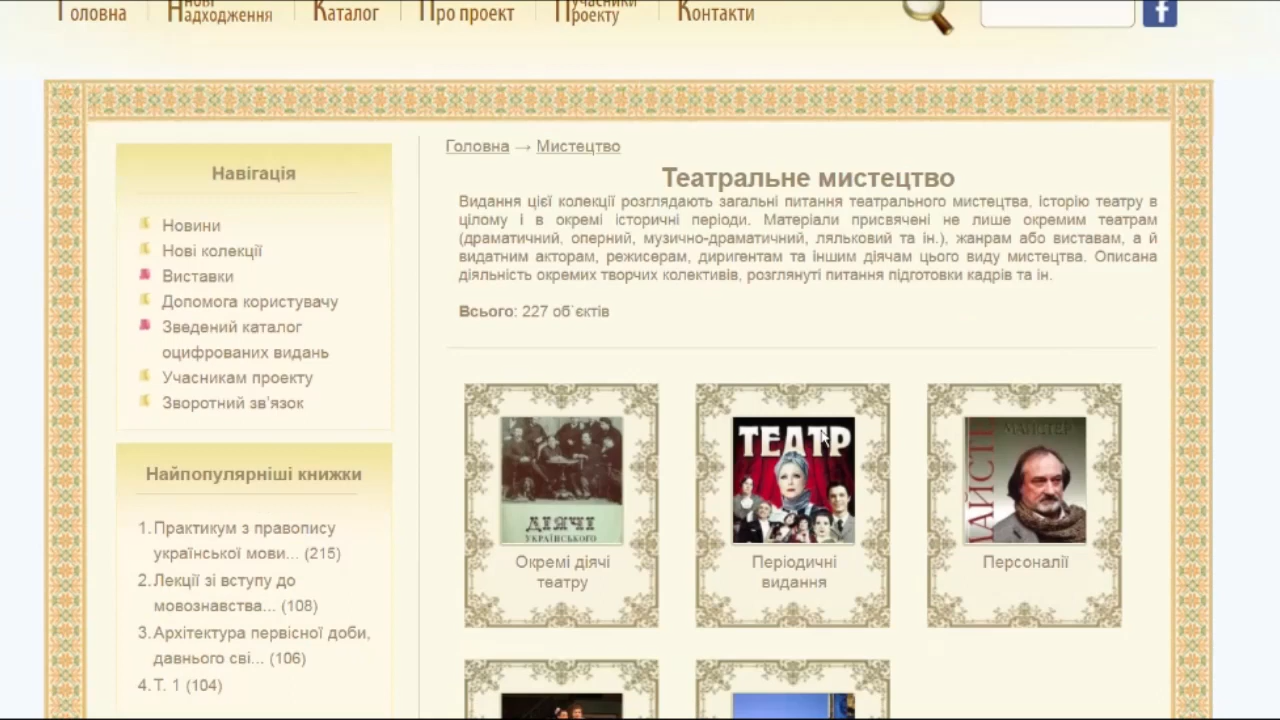 Головна
Нові
Надходження
Каталог
Про проект
Учасники
Проекту
Контакти
f
Навігація
Новини
Нові колекції
Виставки
Допомога користувачу
Зведений каталог
оцифрованих видань
Учасникам проекту
Зворотний зв'язок
Найпопулярніші книжки
1. Практикум з правопису
української мови... (215)
2. Лекції зі вступу до
мовознавства... (108)
3. Архітектура первісної доби,
давнього сві... (106)
4. Т. 1 (104)
Головна → Мистецтво
Театральне мистецтво
Видання цієї колекції розглядають загальні питання театрального мистецтва, історію театру в
цілому і в окремі історичні періоди. Матеріали присвячені не лише окремим театрам
(драматичний, оперний, музично-драматичний, ляльковий та ін.), жанрам або виставам, а й
видатним акторам, режисерам, диригентам та іншим діячам цього виду мистецтва. Описана
діяльність окремих творчих колективів, розглянуті питання підготовки кадрів та ін.
Всього: 227 об`єктів
ДІЯЧІ
УКРАЇНСЬКОГО
Окремі діячі
театру
ТЕАТР
Періодичні
видання
МАЙСТЕР
Персоналії